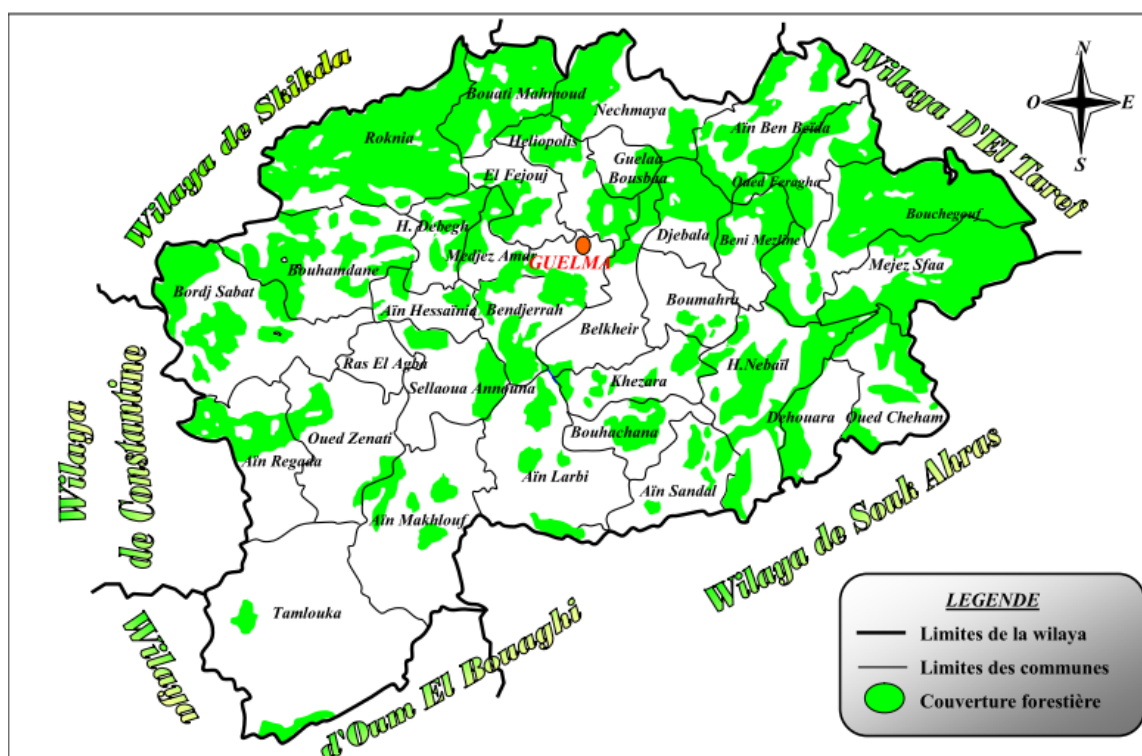 Wilaya de Skikda
Wilaya D'El Taref
N
O
E
S
Bouati Mahmoud
Nechmaya
Roknia
Heliopolis
Aïn Ben Beïda
Guelaa
Bousbaa
El Fejouj
Oued Feragha
Bouchegouf
H. Debegh
Djebala
Beni Mezline
Medjez Amar
GUELMA
Mejez Sfaa
Bouhamdane
Bordj Sabat
Aïn Hessaïnia
Bendjerrah
Boumahra
Belkheir
Ras El Agba
Sellaoua Announa
Khezara
H.Nebaïl
Dehouara
Oued Cheham
Oued Zenati
Bouhachana
Aïn Regada
Aïn Larbi
Aïn Sandal
Aïn Makhlouf
Tamlouka
Wilaya
de Constantine
Wilaya
d'Oum El Bouaghi
Wilaya de Souk Ahras
LEGENDE
Limites de la wilaya
Limites des communes
Couverture forestière